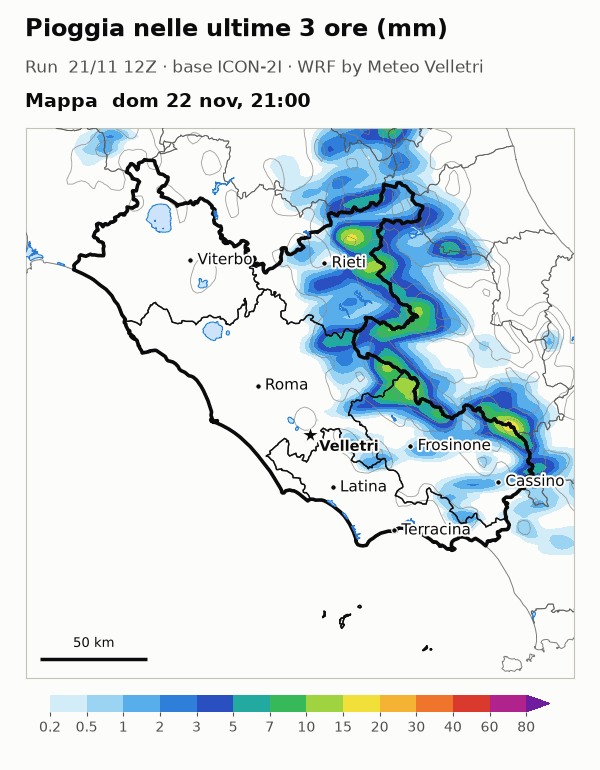 Pioggia nelle ultime 3 ore (mm)
Run  21/11 12Z · base ICON-2I · WRF by Meteo Velletri
Mappa  dom 22 nov, 21:00
Viterbo
Rieti
Roma
Velletri
Frosinone
Latina
Cassino
Terracina
50 km
0.2 0.5 1 2 3 5 7 10 15 20 30 40 60 80